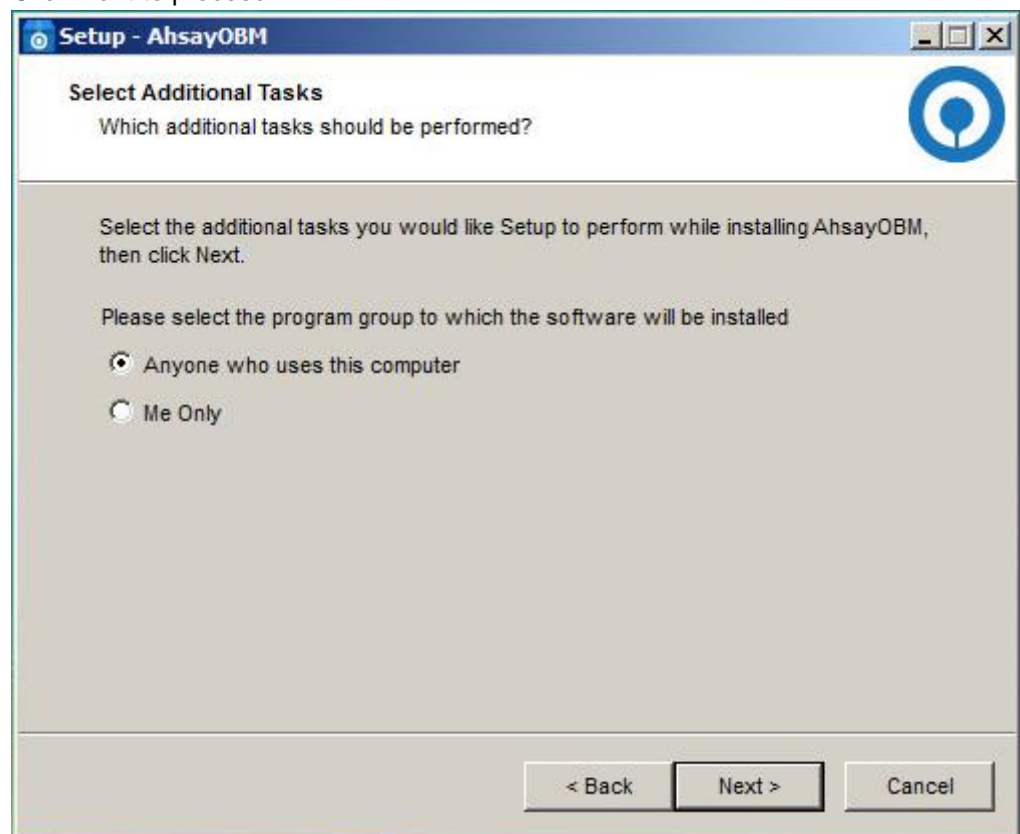 Setup - AhsayOBM
Select Additional Tasks
Which additional tasks should be performed?
Select the additional tasks you would like Setup to perform while installing AhsayOBM,
then click Next.
Please select the program group to which the software will be installed
Anyone who uses this computer
Me Only
< Back
Next >
Cancel